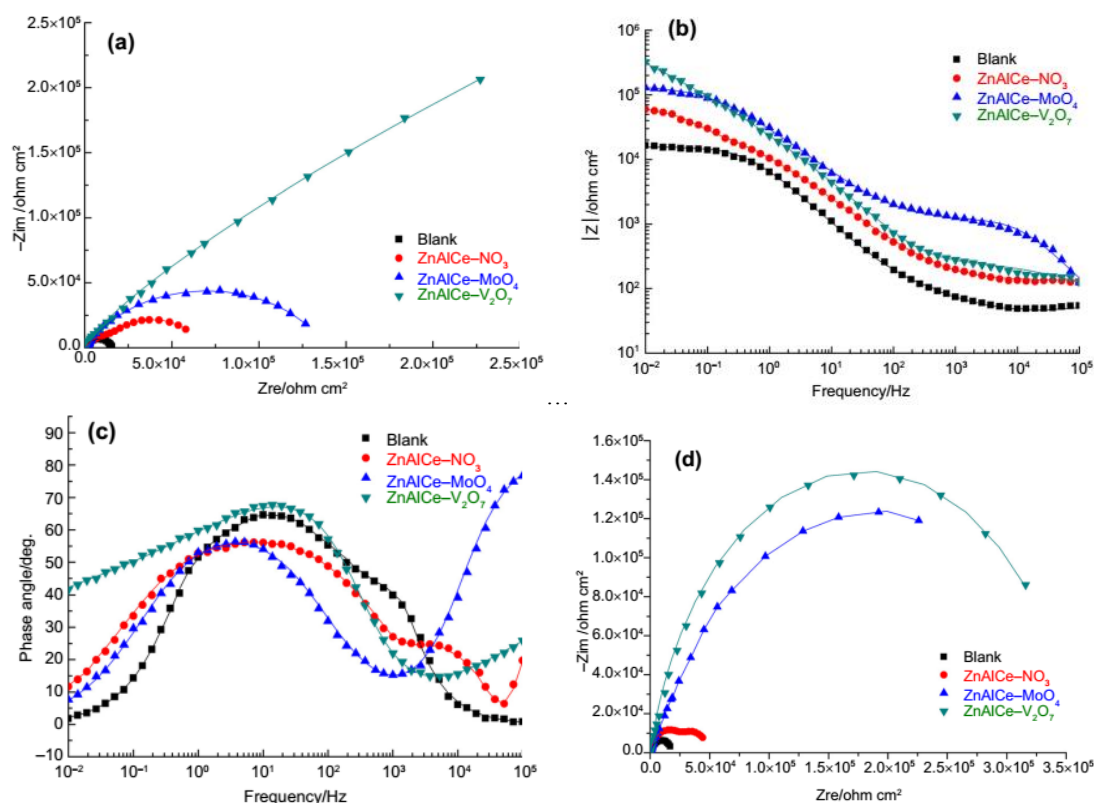 (a)
2.5×10⁵
2.0×10⁵
1.5×10⁵
1.0×10⁵
5.0×10⁴
0.0
−Zim /ohm cm²
Blank
ZnAlCe–NO₃
ZnAlCe–MoO₄
ZnAlCe–V₂O₇
0.0 5.0×10⁴ 1.0×10⁵ 1.5×10⁵ 2.0×10⁵ 2.5×10⁵
Zre/ohm cm²
(b)
10⁶
10⁵
10⁴
10³
10²
10¹
|Z| /ohm cm²
Blank
ZnAlCe–NO₃
ZnAlCe–MoO₄
ZnAlCe–V₂O₇
10⁻² 10⁻¹ 10⁰ 10¹ 10² 10³ 10⁴ 10⁵
Frequency/Hz
...
(c)
90
80
70
60
50
40
30
20
10
0
−10
Phase angle/deg.
Blank
ZnAlCe–NO₃
ZnAlCe–MoO₄
ZnAlCe–V₂O₇
10⁻² 10⁻¹ 10⁰ 10¹ 10² 10³ 10⁴ 10⁵
Frequency/Hz
(d)
1.6×10⁵
1.4×10⁵
1.2×10⁵
1.0×10⁵
8.0×10⁴
6.0×10⁴
4.0×10⁴
2.0×10⁴
0.0
−Zim /ohm cm²
Blank
ZnAlCe–NO₃
ZnAlCe–MoO₄
ZnAlCe–V₂O₇
0.0 5.0×10⁴ 1.0×10⁵ 1.5×10⁵ 2.0×10⁵ 2.5×10⁵ 3.0×10⁵ 3.5×10⁵
Zre/ohm cm²